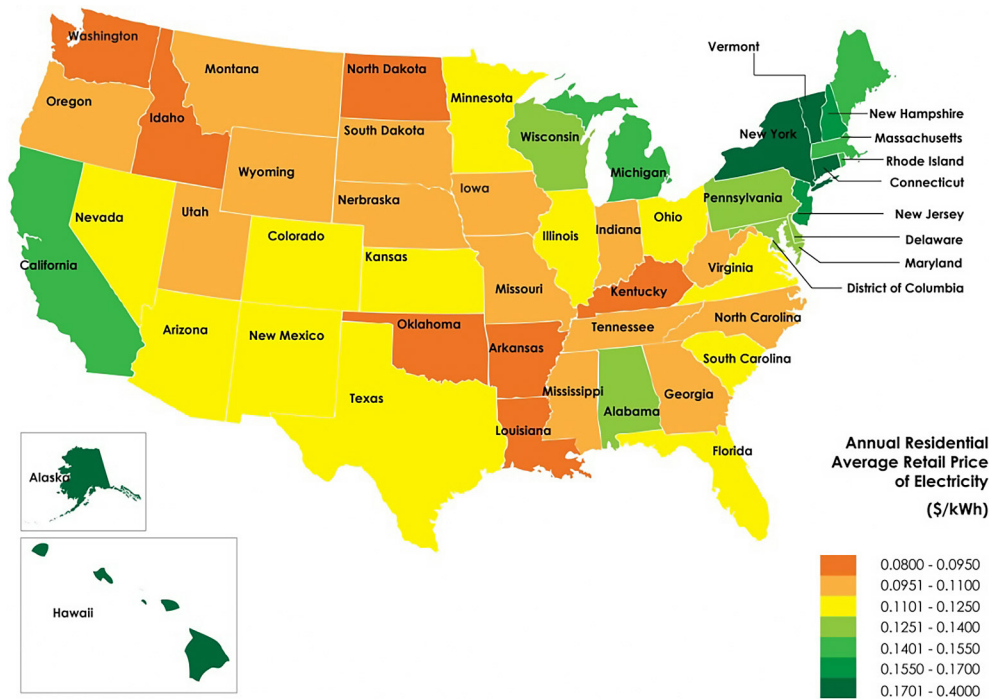 Washington
Montana
North Dakota
Minnesota
Vermont
Oregon
Idaho
South Dakota
Wisconsin
New York
New Hampshire
Massachusetts
Rhode Island
Connecticut
Wyoming
Michigan
Iowa
Nerbraska
Pennsylvania
Nevada
Utah
Colorado
Illinois
Indiana
Ohio
New Jersey
Delaware
Maryland
District of Columbia
California
Kansas
Missouri
Kentucky
Virginia
Arizona
New Mexico
Oklahoma
Arkansas
Tennessee
North Carolina
South Carolina
Texas
Mississippi
Alabama
Georgia
Louisiana
Florida
Alaska
Hawaii
Annual Residential
Average Retail Price
of Electricity
($/kWh)
0.0800 - 0.0950
0.0951 - 0.1100
0.1101 - 0.1250
0.1251 - 0.1400
0.1401 - 0.1550
0.1550 - 0.1700
0.1701 - 0.4000